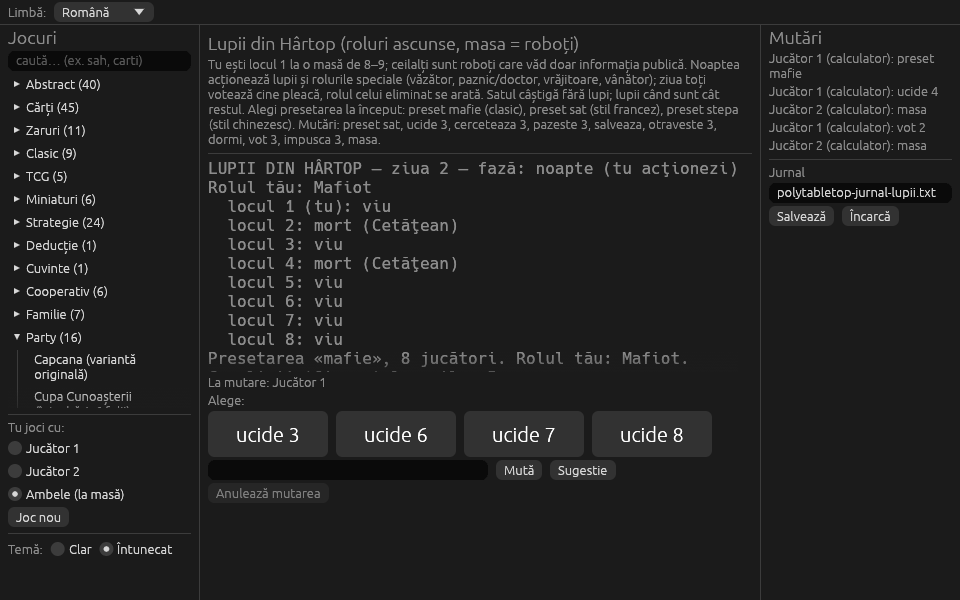 Limbă: Română
Jocuri
caută... (ex. sah, carti)
Abstract (40)
Cărți (45)
Zaruri (11)
Clasic (9)
TCG (5)
Miniaturi (6)
Strategie (24)
Deducție (1)
Cuvinte (1)
Cooperativ (6)
Familie (7)
Party (16)
Capcana (variantă
originală)
Cupa Cunoașterii
Tu joci cu:
Jucător 1
Jucător 2
Ambele (la masă)
Joc nou
Temă: Clar Întunecat
Lupii din Hârtop (roluri ascunse, masa = roboți)
Tu ești locul 1 la o masă de 8–9; ceilalți sunt roboți care văd doar informația publică. Noaptea
acționează lupii și rolurile speciale (văzător, paznic/doctor, vrăjitoare, vânător); ziua toți
votează cine pleacă, rolul celui eliminat se arată. Satul câștigă fără lupi; lupii când sunt cât
restul. Alegi presetarea la început: preset mafie (clasic), preset sat (stil francez), preset stepa
(stil chinezesc). Mutări: preset sat, ucide 3, cerceteaza 3, pazeste 3, salveaza, otraveste 3,
dormi, vot 3, impusca 3, masa.
LUPII DIN HÂRTOP — ziua 2 — fază: noapte (tu acţionezi)
Rolul tău: Mafiot
locul 1 (tu): viu
locul 2: mort (Cetăţean)
locul 3: viu
locul 4: mort (Cetăţean)
locul 5: viu
locul 6: viu
locul 7: viu
locul 8: viu
Presetarea «mafie», 8 jucători. Rolul tău: Mafiot.
La mutare: Jucător 1
Alege:
ucide 3 ucide 6 ucide 7 ucide 8
Mută Sugestie
Anulează mutarea
Mutări
Jucător 1 (calculator): preset
mafie
Jucător 1 (calculator): ucide 4
Jucător 2 (calculator): masa
Jucător 1 (calculator): vot 2
Jucător 2 (calculator): masa
Jurnal
polytabletop-jurnal-lupii.txt
Salvează Încarcă